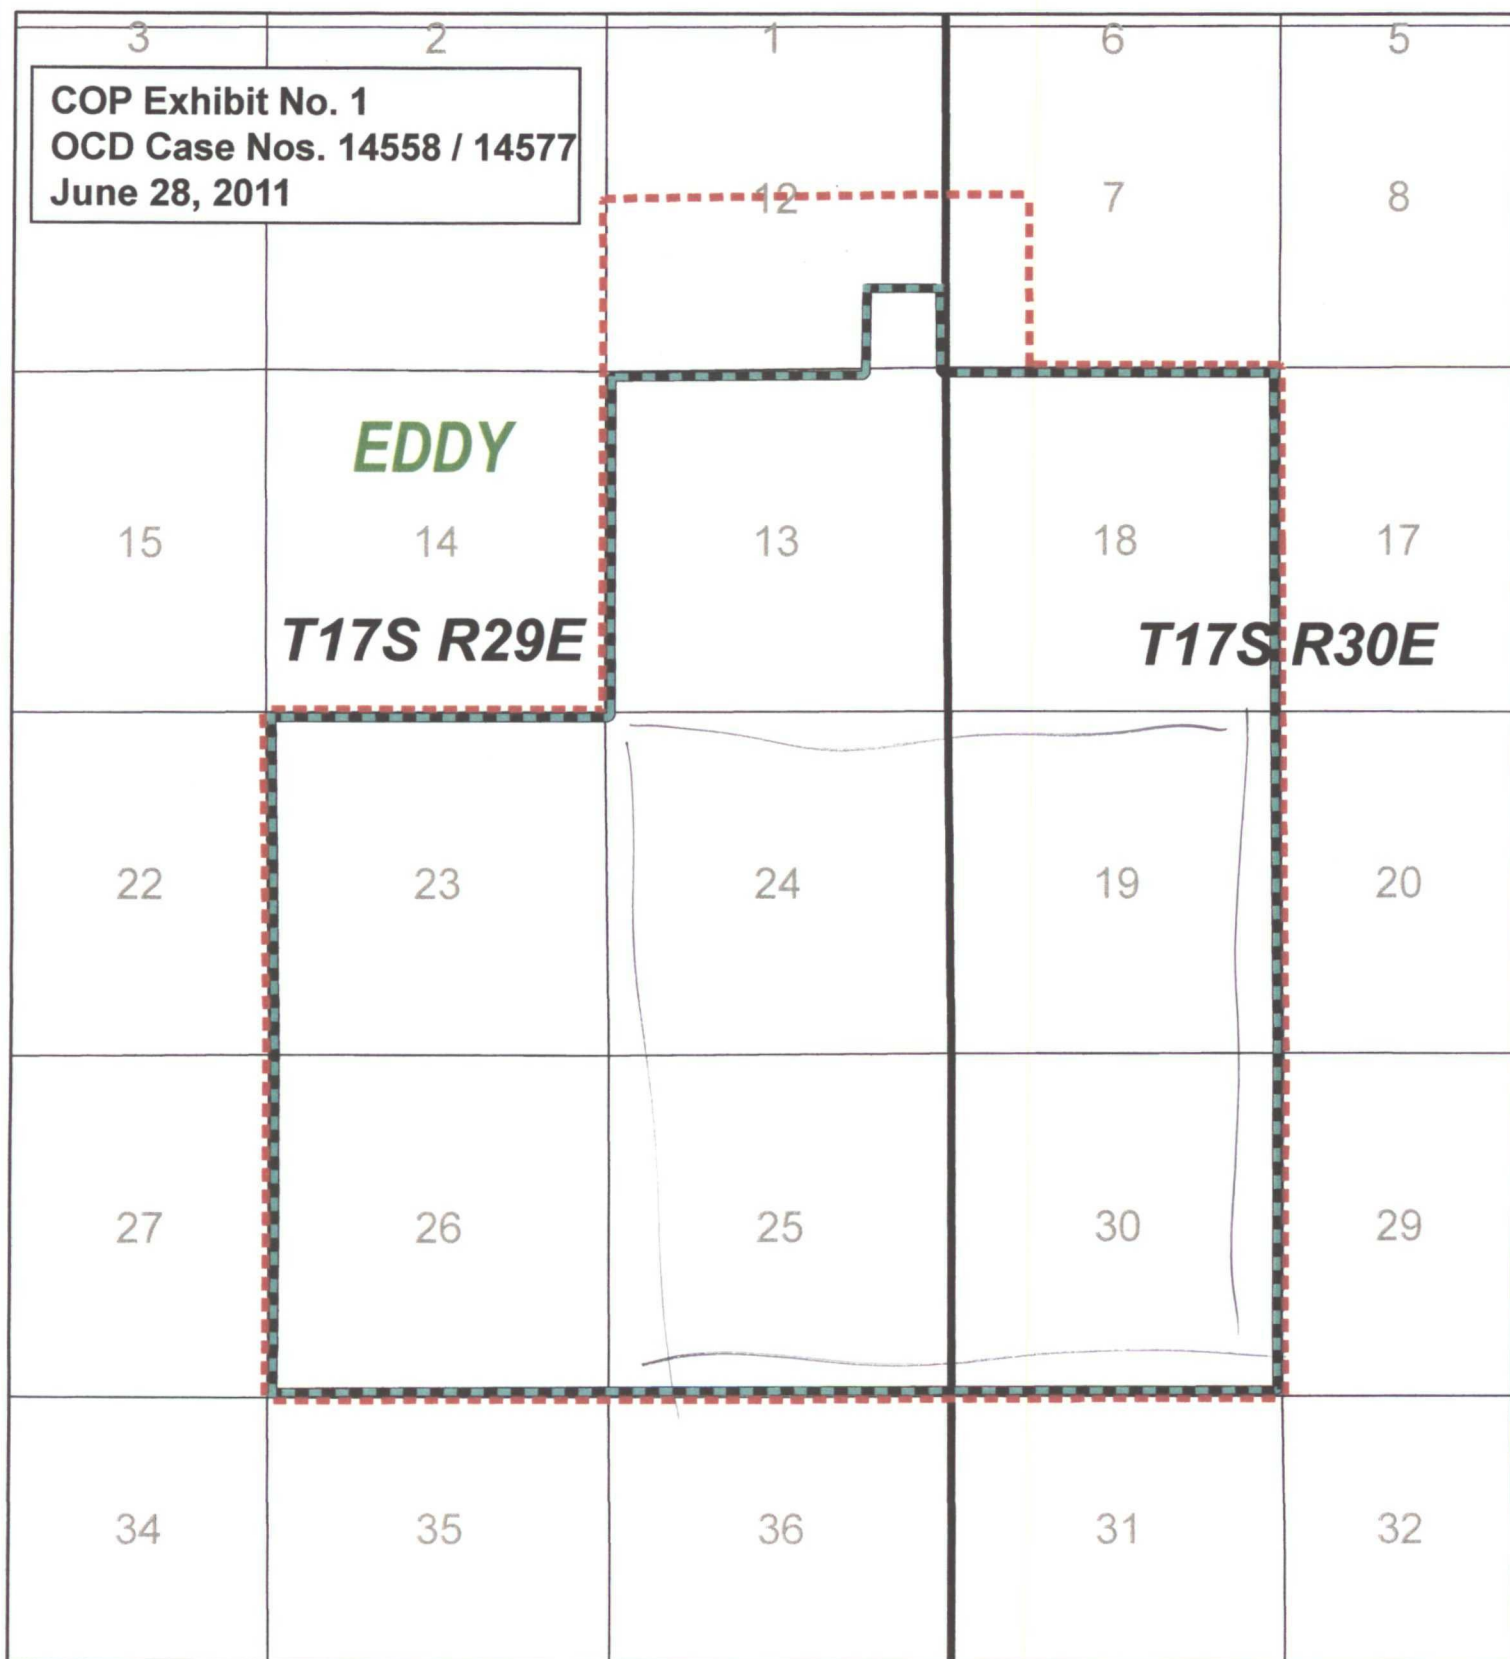 3 2 1 6 5
COP Exhibit No. 1
OCD Case Nos. 14558 / 14577
June 28, 2011
12 7 8
EDDY
15 14 13 18 17
T17S R29E T17S R30E
22 23 24 19 20
27 26 25 30 29
34 35 36 31 32